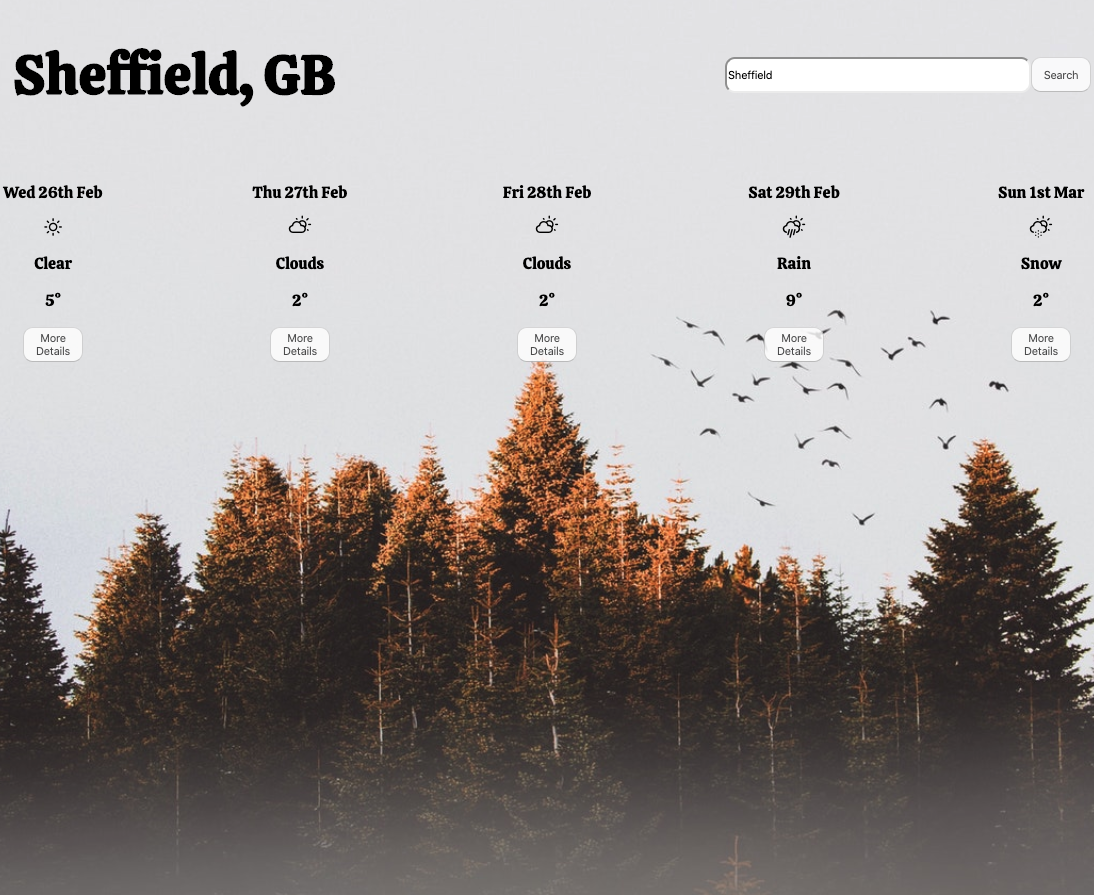 Sheffield, GB
Sheffield
Search
Wed 26th Feb
Clear
5°
More
Details
Thu 27th Feb
Clouds
2°
More
Details
Fri 28th Feb
Clouds
2°
More
Details
Sat 29th Feb
Rain
9°
More
Details
Sun 1st Mar
Snow
2°
More
Details